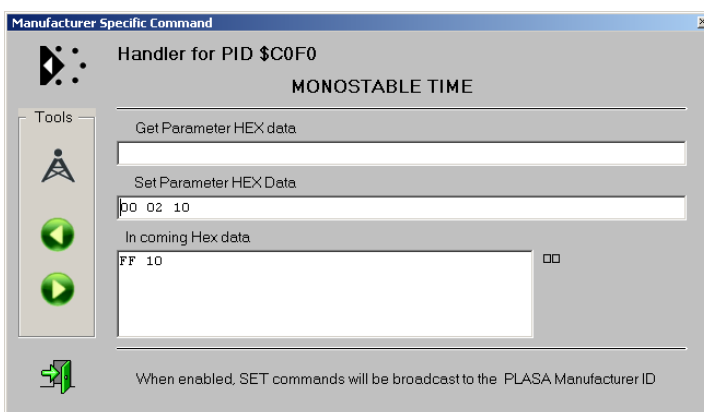 Manufacturer Specific Command
Handler for PID $C0F0
MONOSTABLE TIME
Tools
Get Parameter HEX data
Set Parameter HEX Data
00 02 10
In coming Hex data
FF 10
When enabled, SET commands will be broadcast to the PLASA Manufacturer ID